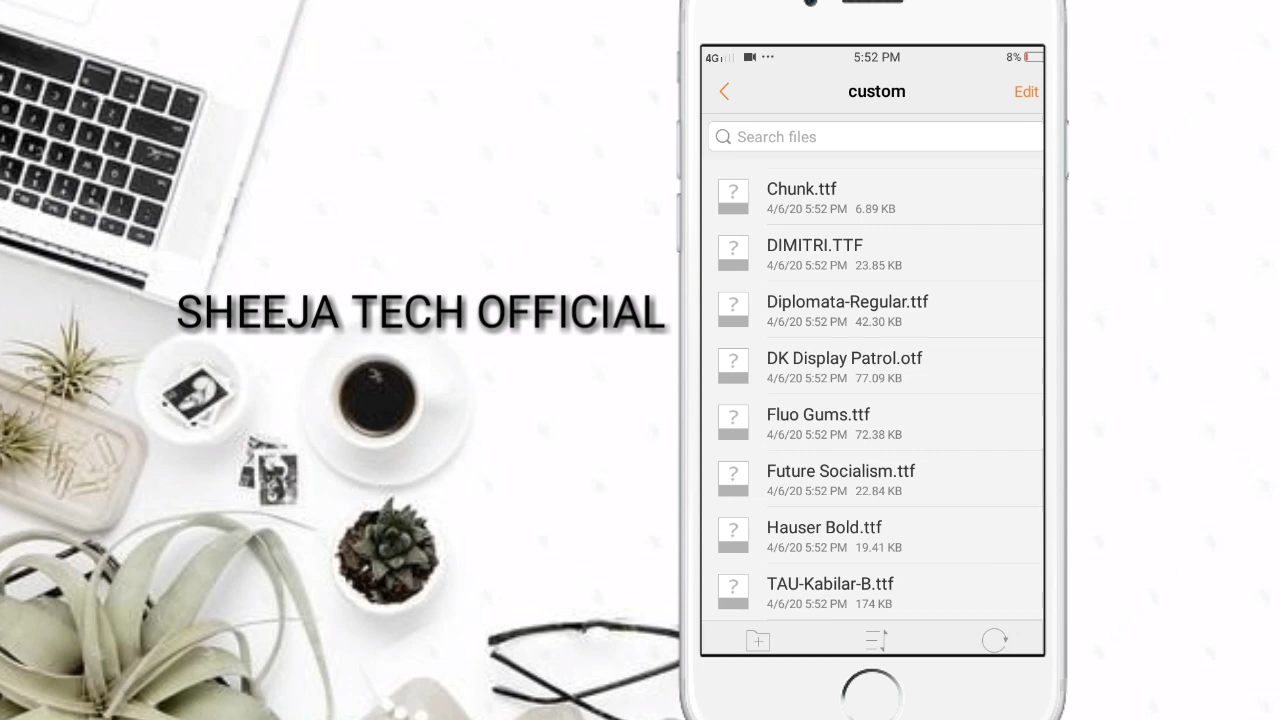 SHEEJA TECH OFFICIAL
4G 5:52 PM 8%
custom Edit
Search files
Chunk.ttf
4/6/20 5:52 PM 6.89 KB
DIMITRI.TTF
4/6/20 5:52 PM 23.85 KB
Diplomata-Regular.ttf
4/6/20 5:52 PM 42.30 KB
DK Display Patrol.otf
4/6/20 5:52 PM 77.09 KB
Fluo Gums.ttf
4/6/20 5:52 PM 72.38 KB
Future Socialism.ttf
4/6/20 5:52 PM 22.84 KB
Hauser Bold.ttf
4/6/20 5:52 PM 19.41 KB
TAU-Kabilar-B.ttf
4/6/20 5:52 PM 174 KB